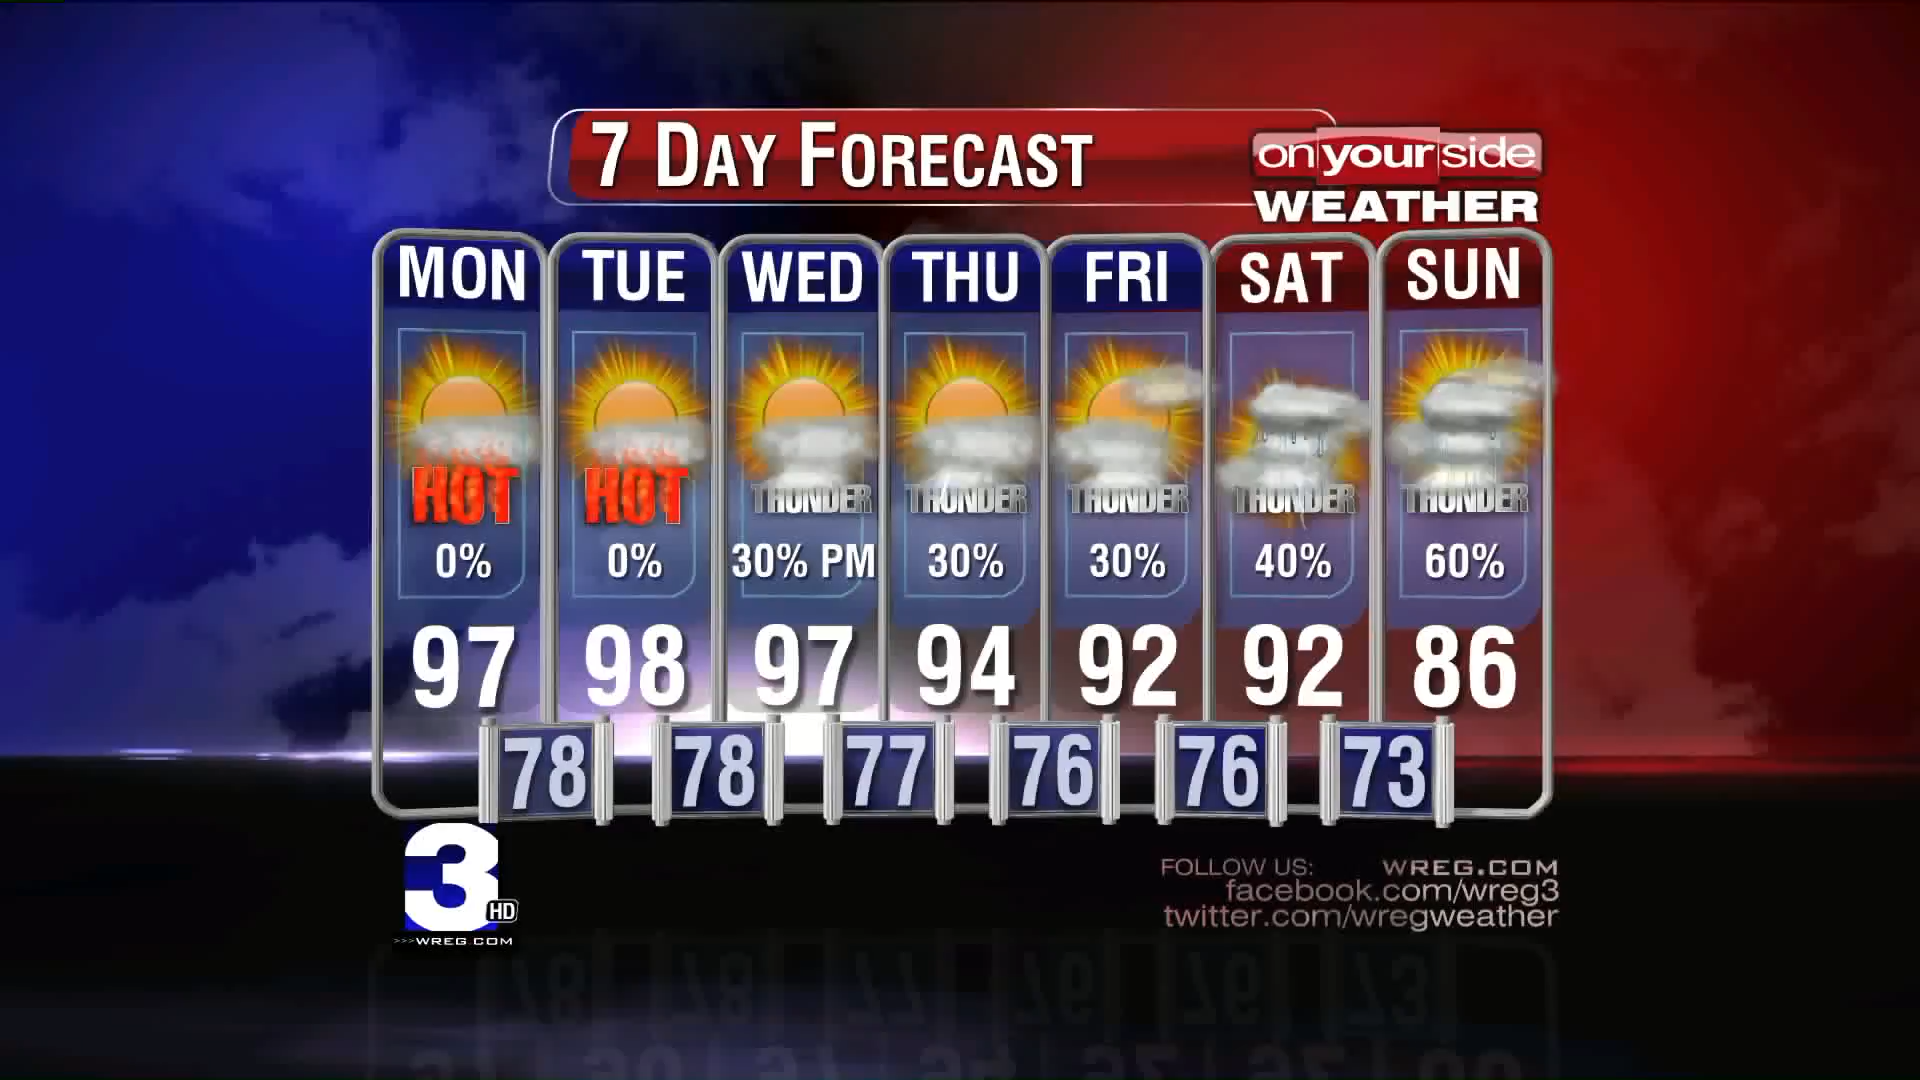 7 DAY FORECAST
on your side
WEATHER
MON TUE WED THU FRI SAT SUN
HOT HOT THUNDER THUNDER THUNDER THUNDER THUNDER
0% 0% 30% PM 30% 30% 40% 60%
97 98 97 94 92 92 86
78 78 77 76 76 73
3
HD
>>>WREG.COM
FOLLOW US: WREG.COM
facebook.com/wreg3
twitter.com/wregweather